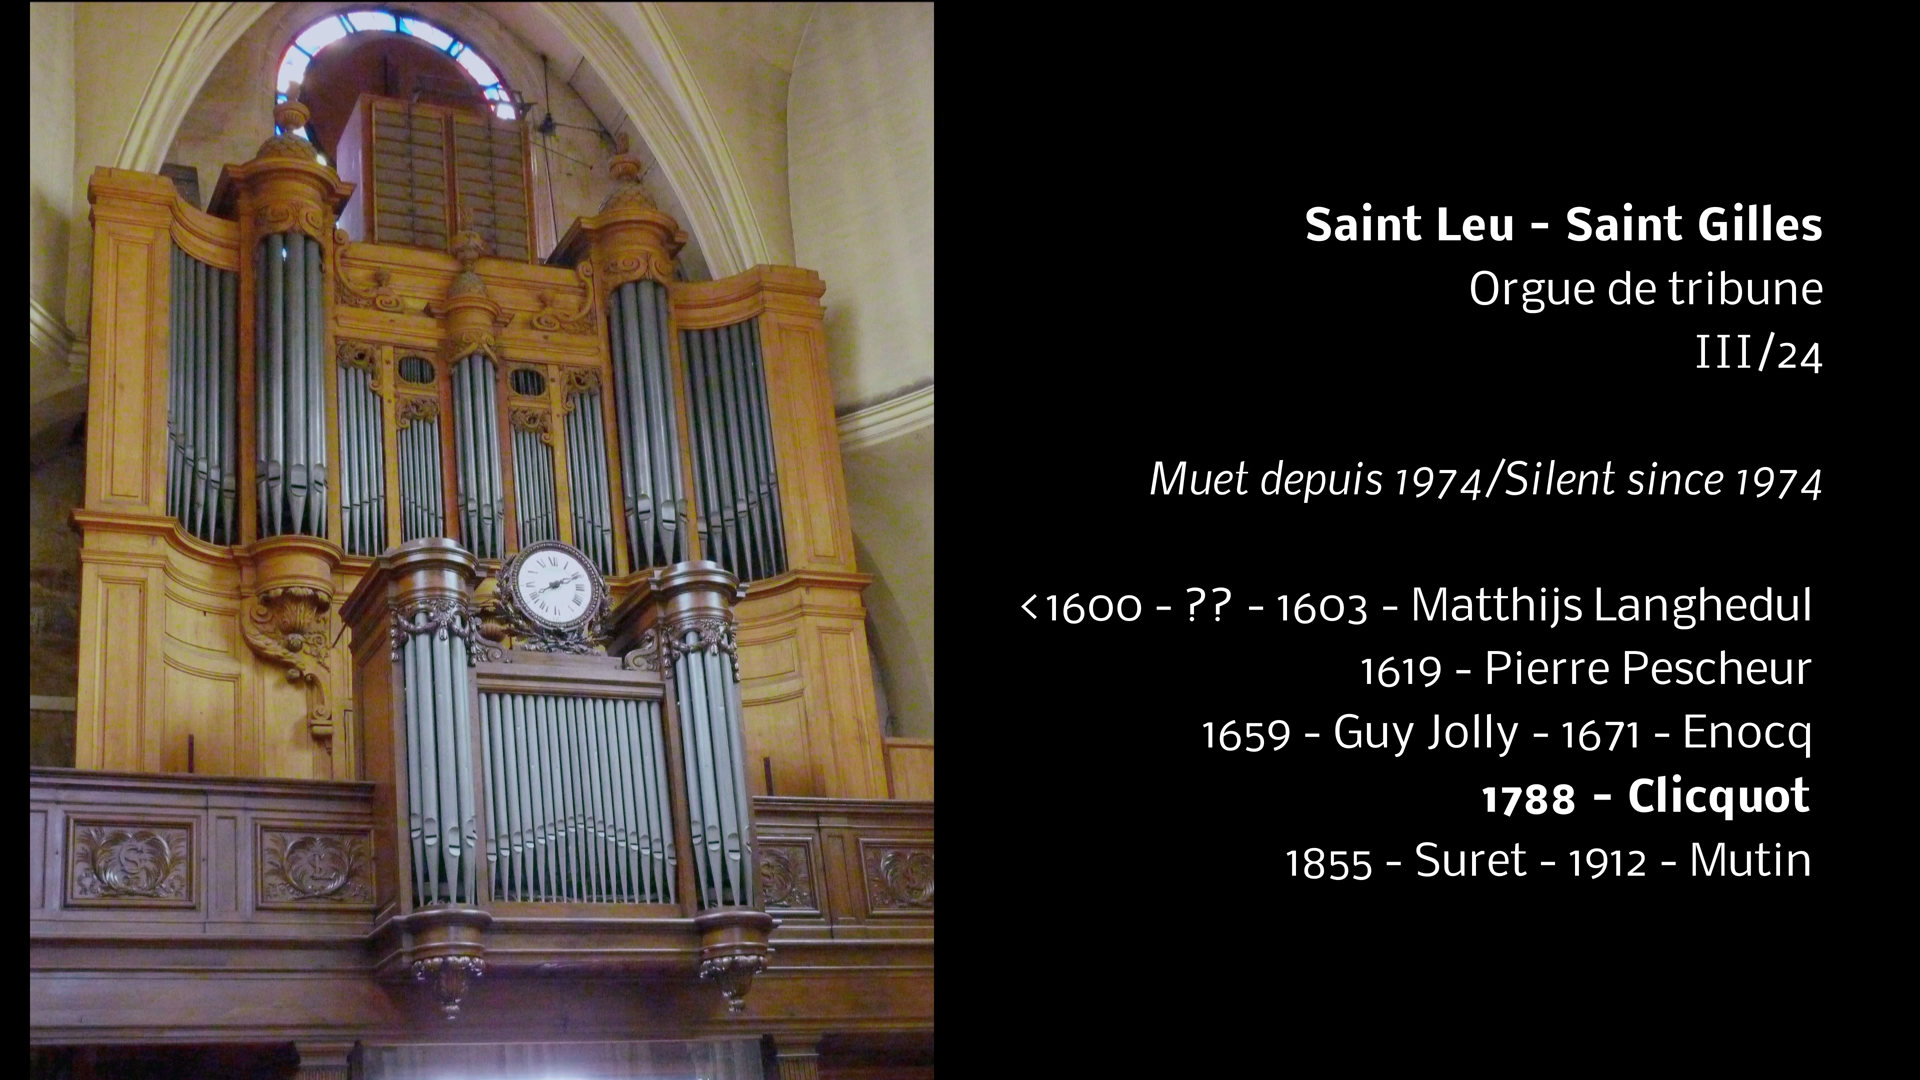 Saint Leu - Saint Gilles
Orgue de tribune
III/24
Muet depuis 1974/Silent since 1974
<1600 - ?? - 1603 - Matthijs Langhedul
1619 - Pierre Pescheur
1659 - Guy Jolly - 1671 - Enocq
1788 - Clicquot
1855 - Suret - 1912 - Mutin